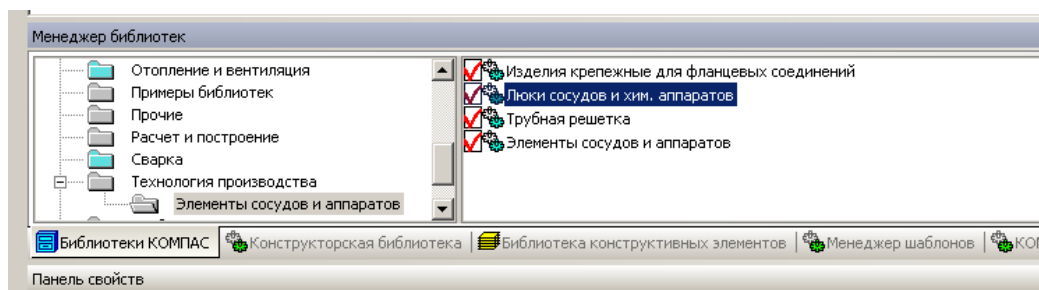 Менеджер библиотек
Отопление и вентиляция
Примеры библиотек
Прочие
Расчет и построение
Сварка
Технология производства
Элементы сосудов и аппаратов
Изделия крепежные для фланцевых соединений
Люки сосудов и хим. аппаратов
Трубная решетка
Элементы сосудов и аппаратов
Библиотеки КОМПАС Конструкторская библиотека Библиотека конструктивных элементов Менеджер шаблонов
Панель свойств